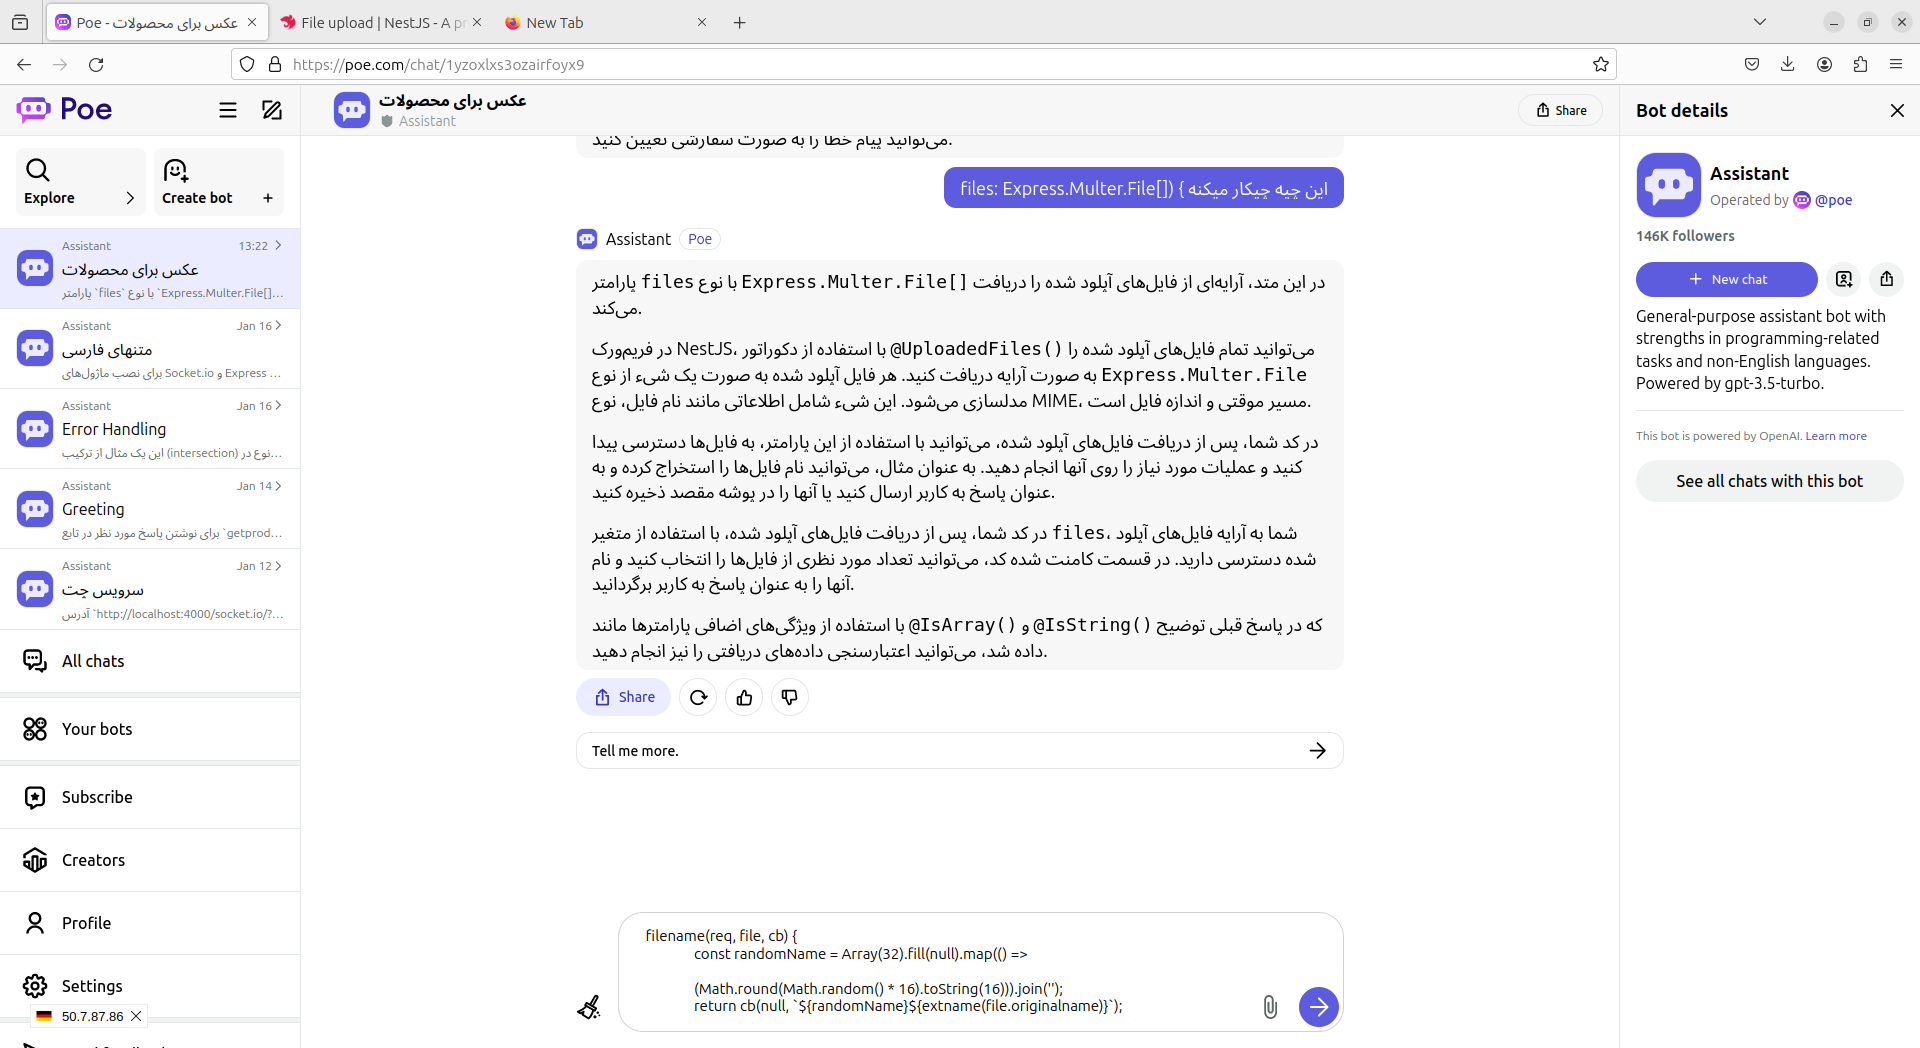 Poe - عکس برای محصولات
File upload | NestJS - A pr
New Tab
https://poe.com/chat/1yzoxlxs3ozairfoyx9
Poe
Explore
Create bot
Assistant
13:22
عکس برای محصولات
پارامتر `files` با نوع `Express.Multer.File[]...
Assistant
Jan 16
متنهای فارسی
برای نصب ماژول‌های Socket.io و Express ...
Assistant
Jan 16
Error Handling
این یک مثال از ترکیب (intersection) نوع در...
Assistant
Jan 14
Greeting
برای نوشتن پاسخ مورد نظر در تابع `getprod...
Assistant
Jan 12
سرویس چت
آدرس `http://localhost:4000/socket.io/?...
All chats
Your bots
Subscribe
Creators
Profile
Settings
50.7.87.86
عکس برای محصولات
Assistant
Share
می‌توانید پیام خطا را به صورت سفارشی تعیین کنید.
files: Express.Multer.File[]) { این چیه چیکار میکنه
Assistant
Poe
پارامتر files با نوع Express.Multer.File[] در این متد، آرایه‌ای از فایل‌های آپلود شده را دریافت
می‌کند.
در فریم‌ورک NestJS، با استفاده از دکوراتور @UploadedFiles() می‌توانید تمام فایل‌های آپلود شده را
به صورت آرایه دریافت کنید. هر فایل آپلود شده به صورت یک شیء از نوع Express.Multer.File
مدلسازی می‌شود. این شیء شامل اطلاعاتی مانند نام فایل، نوع MIME، مسیر موقتی و اندازه فایل است.
در کد شما، پس از دریافت فایل‌های آپلود شده، می‌توانید با استفاده از این پارامتر، به فایل‌ها دسترسی پیدا
کنید و عملیات مورد نیاز را روی آنها انجام دهید. به عنوان مثال، می‌توانید نام فایل‌ها را استخراج کرده و به
عنوان پاسخ به کاربر ارسال کنید یا آنها را در پوشه مقصد ذخیره کنید.
در کد شما، پس از دریافت فایل‌های آپلود شده، با استفاده از متغیر files، شما به آرایه فایل‌های آپلود
شده دسترسی دارید. در قسمت کامنت شده کد، می‌توانید تعداد مورد نظری از فایل‌ها را انتخاب کنید و نام
آنها را به عنوان پاسخ به کاربر برگردانید.
با استفاده از ویژگی‌های اضافی پارامترها مانند @IsArray() و @IsString() که در پاسخ قبلی توضیح
داده شد، می‌توانید اعتبارسنجی داده‌های دریافتی را نیز انجام دهید.
Share
Tell me more.
filename(req, file, cb) {
const randomName = Array(32).fill(null).map(() =>
(Math.round(Math.random() * 16).toString(16))).join('');
return cb(null, `${randomName}${extname(file.originalname)}`);
Bot details
Assistant
Operated by @poe
146K followers
New chat
General-purpose assistant bot with
strengths in programming-related
tasks and non-English languages.
Powered by gpt-3.5-turbo.
This bot is powered by OpenAI. Learn more
See all chats with this bot